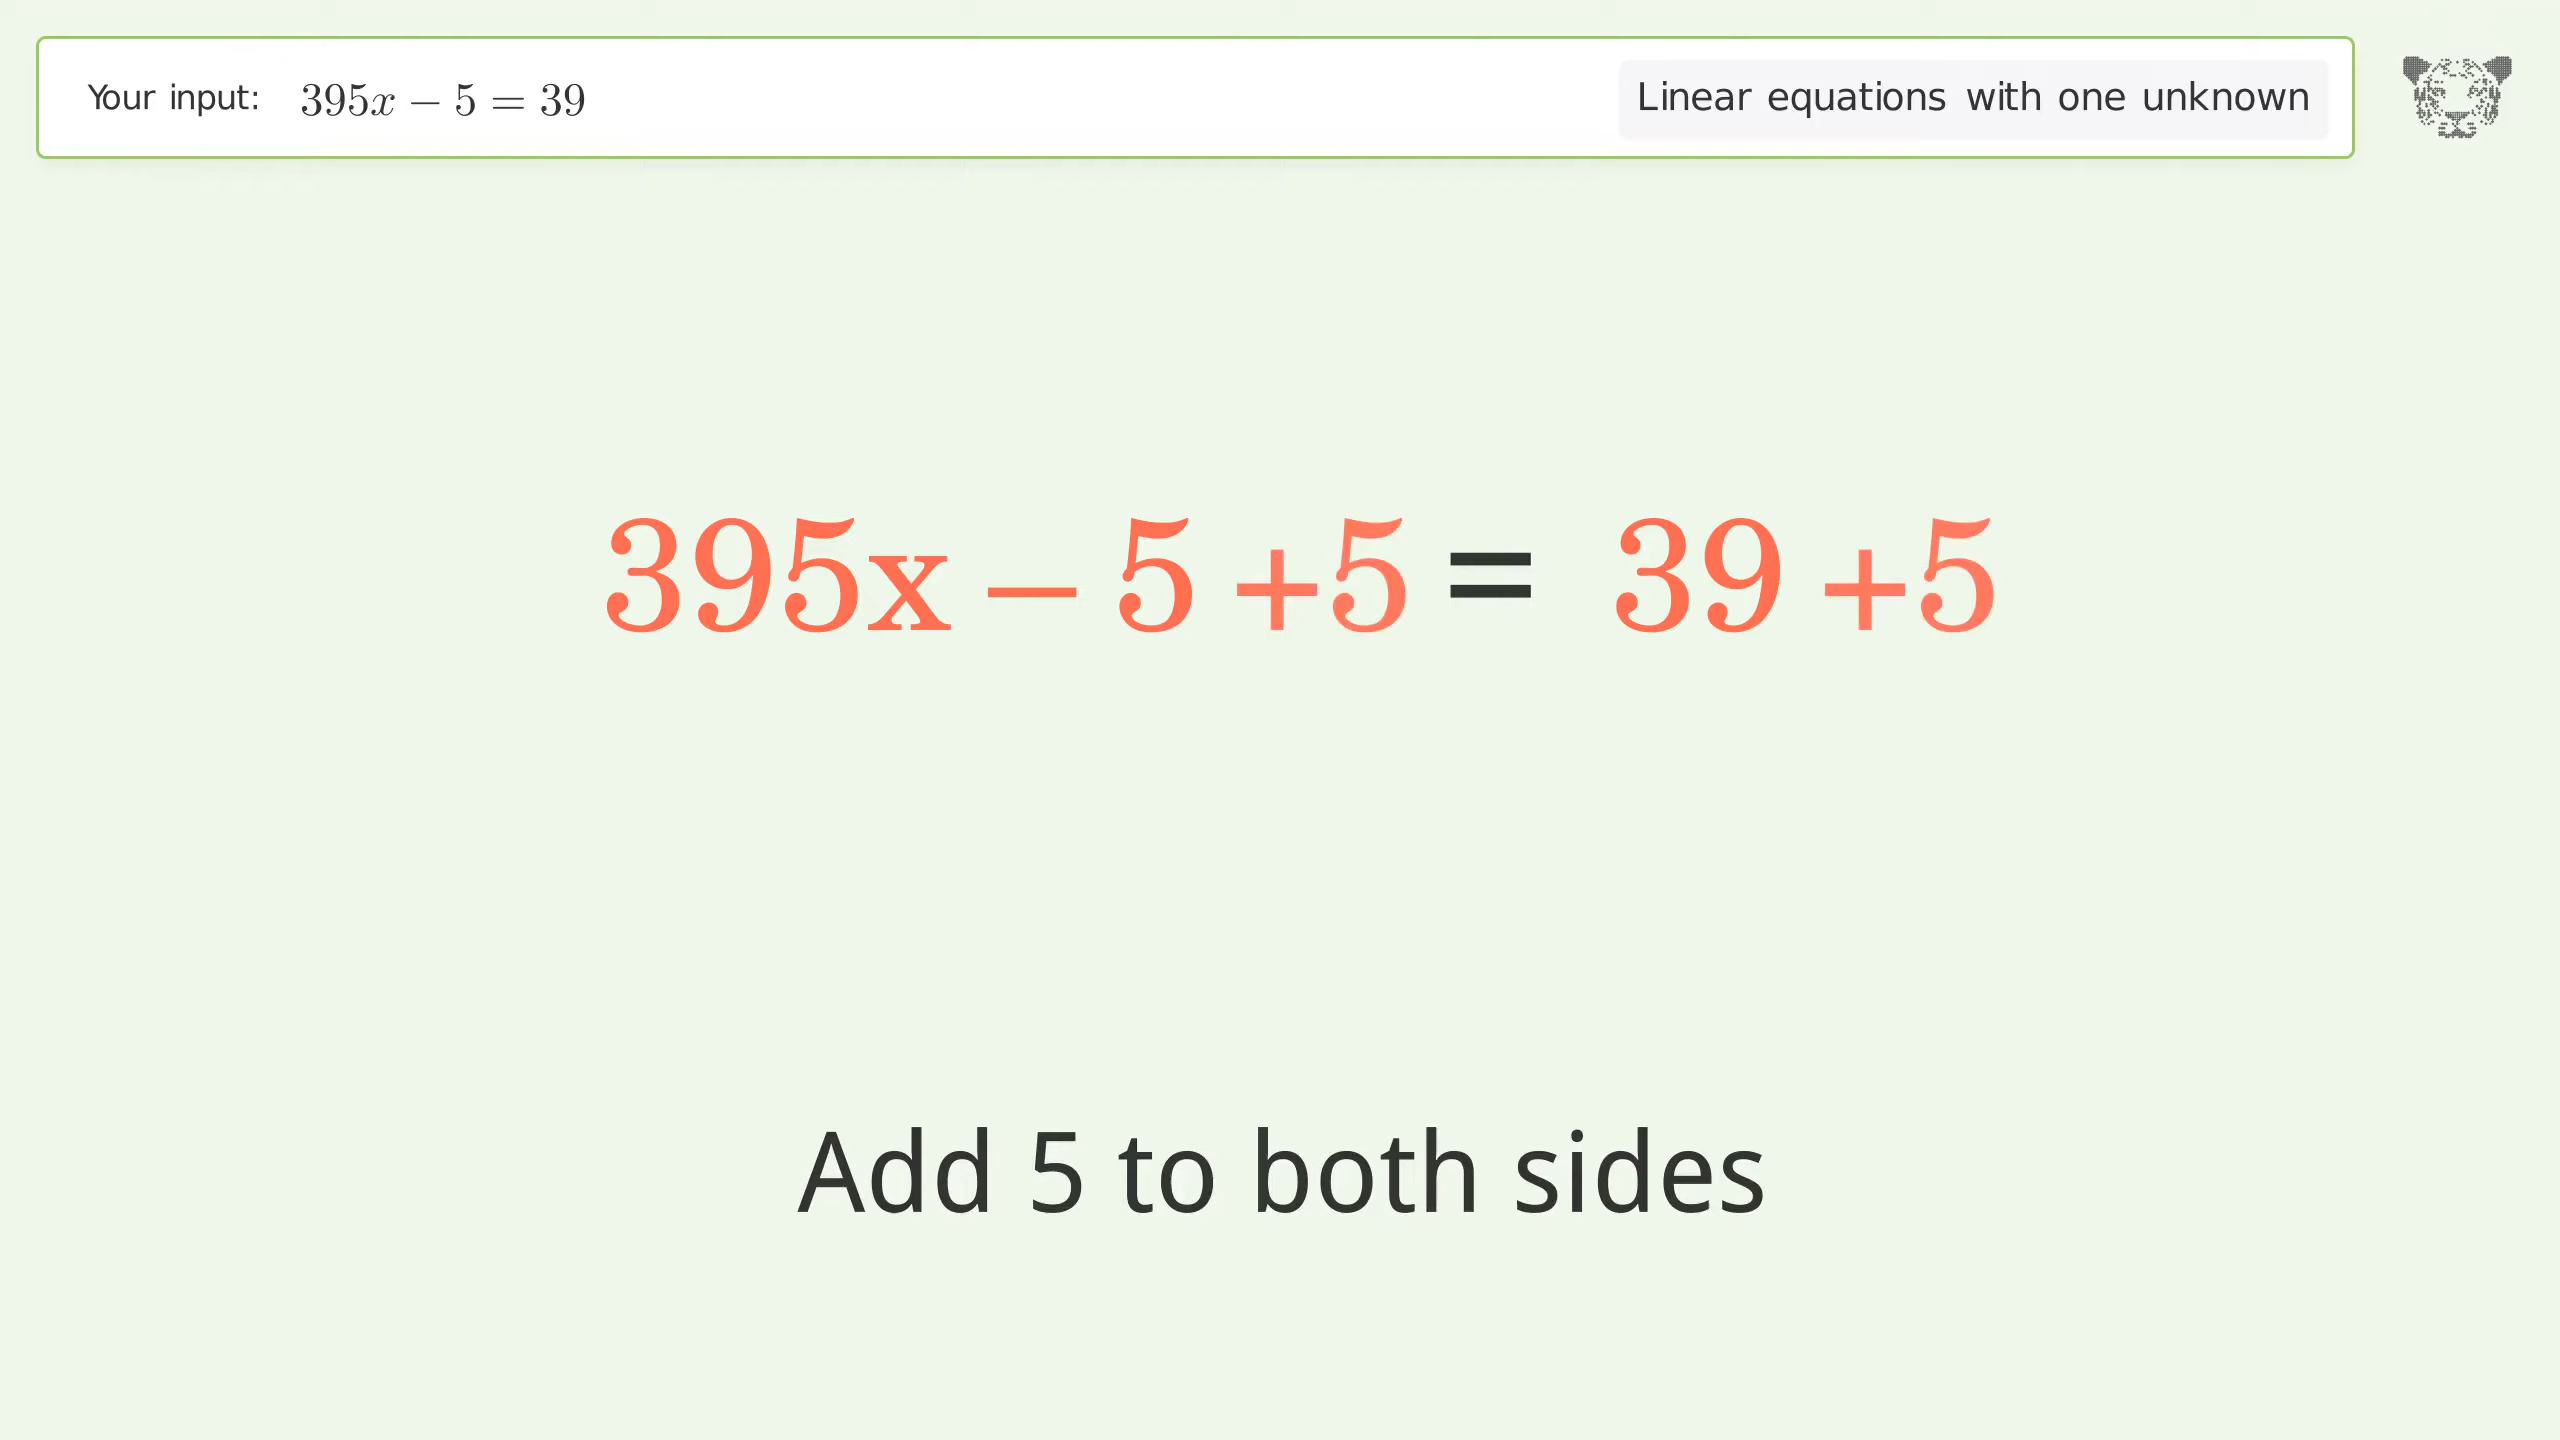 Your input: 395x − 5 = 39
Linear equations with one unknown
395x − 5 +5 = 39 +5
Add 5 to both sides